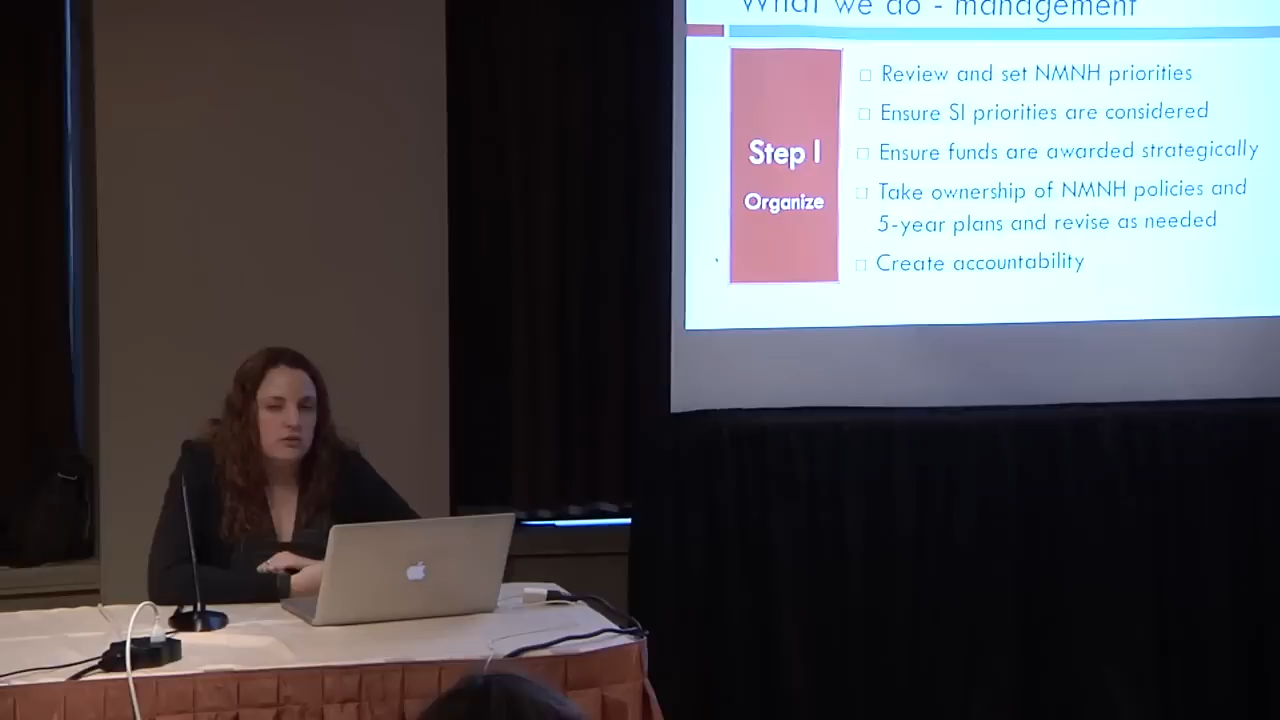 What we do - management
Review and set NMNH priorities
Ensure SI priorities are considered
Ensure funds are awarded strategically
Take ownership of NMNH policies and
5-year plans and revise as needed
Create accountability
Step I
Organize